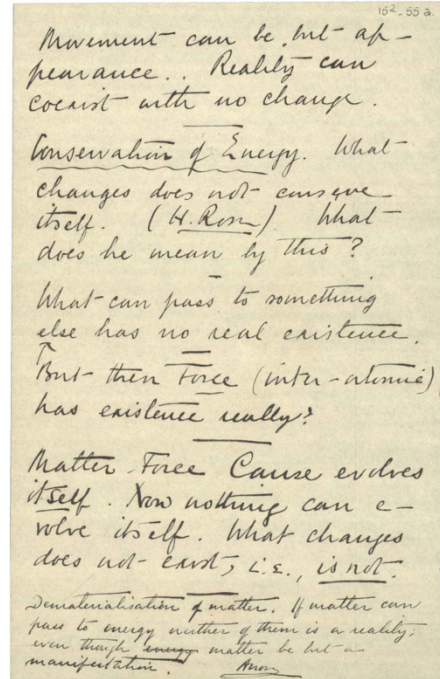 152-55a
Movement can be but ap-
pearance.. Reality can
coexist with no change.
Conservation of Energy. What
changes does not conserve
itself. (H. Rosn). What
does he mean by this?
What can pass to something
else has no real existence.
But then Force (inter-atomic)
has existence really?
Matter-Force Cause evolves
itself. Now nothing can e-
volve itself. What changes
does not exist, i.e., is not.
Dematerialisation of matter. If matter can
pass to energy neither of them is a reality;
even though energy matter be but a
manifestation.